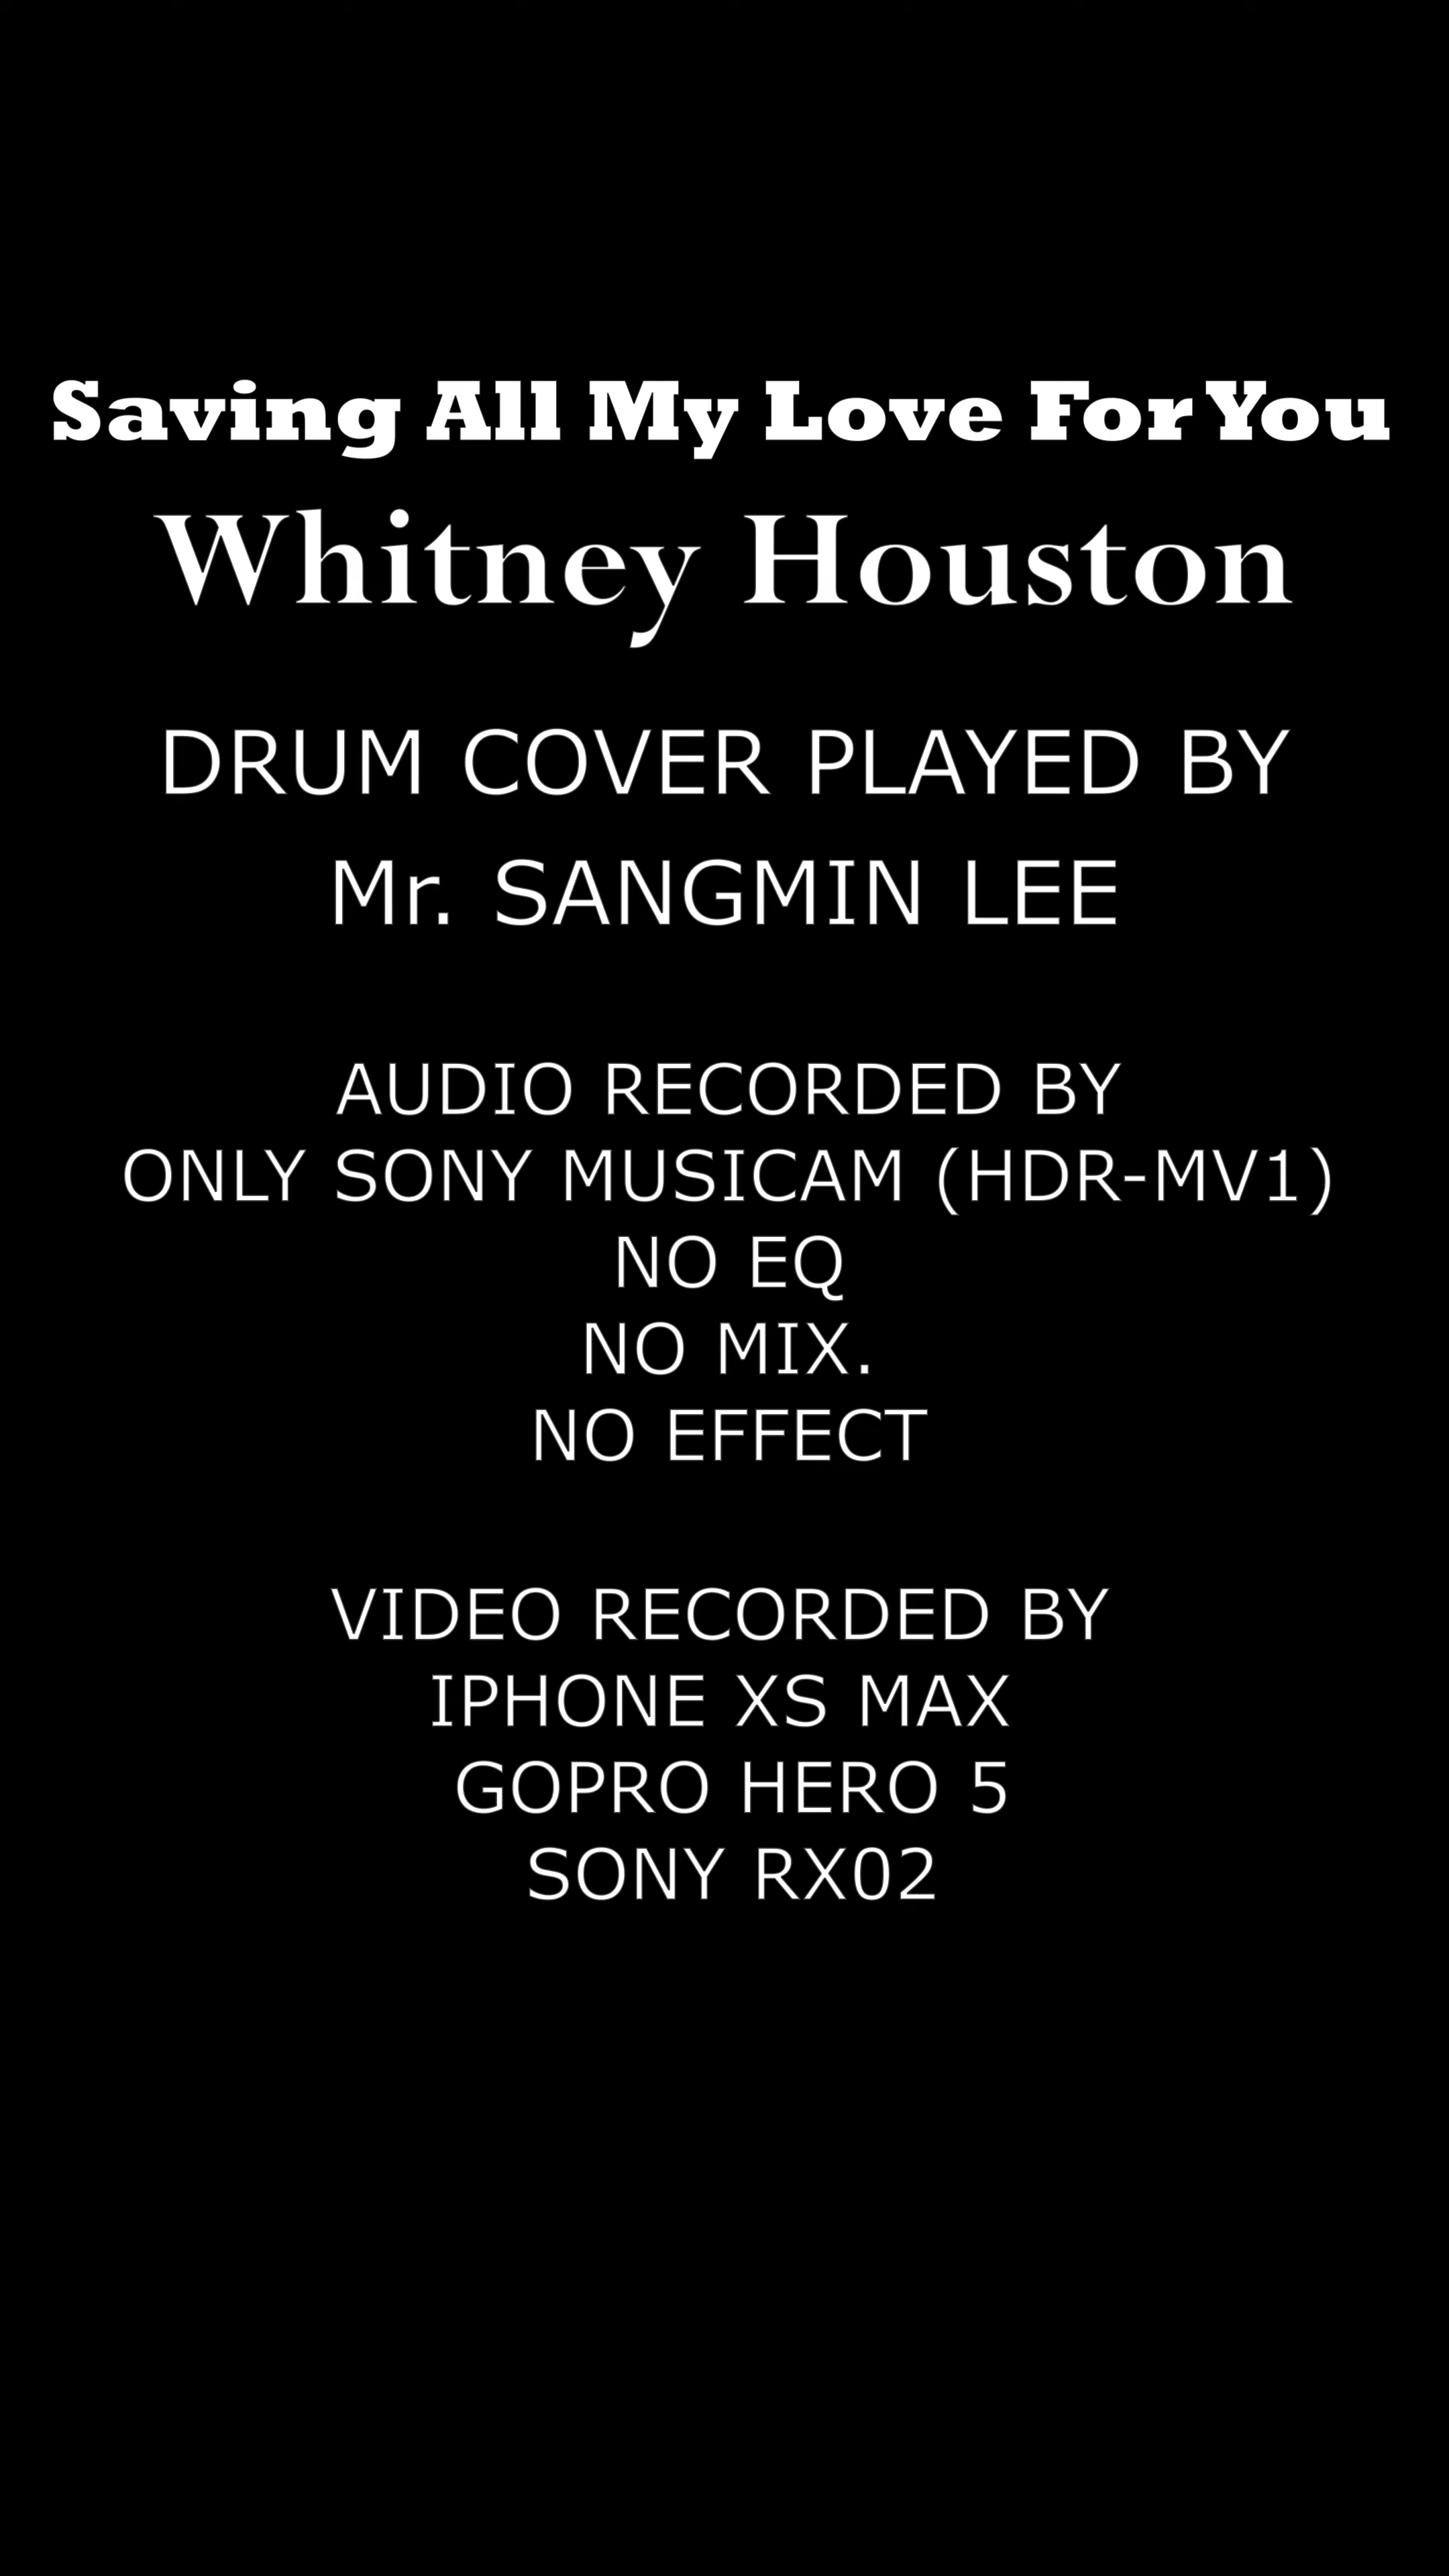 Saving All My Love For You
Whitney Houston
DRUM COVER PLAYED BY
Mr. SANGMIN LEE
AUDIO RECORDED BY
ONLY SONY MUSICAM (HDR-MV1)
NO EQ
NO MIX.
NO EFFECT
VIDEO RECORDED BY
IPHONE XS MAX
GOPRO HERO 5
SONY RX02